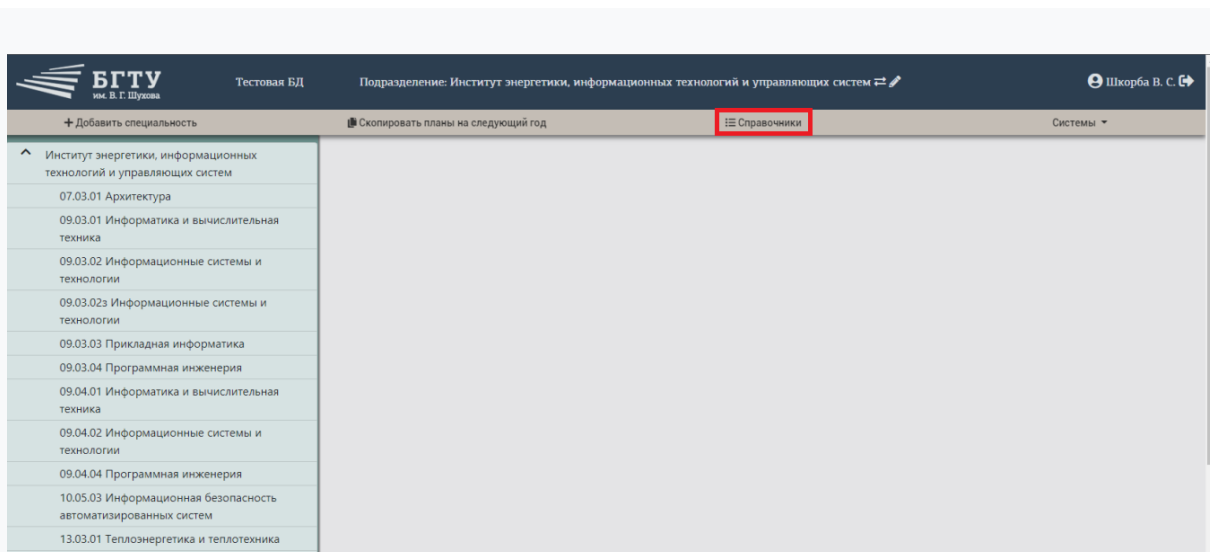 БГТУ
им. В. Г. Шухова
Тестовая БД
Подразделение: Институт энергетики, информационных технологий и управляющих систем
Шкорба В. С.
+ Добавить специальность
Скопировать планы на следующий год
Справочники
Системы
Институт энергетики, информационных
технологий и управляющих систем
07.03.01 Архитектура
09.03.01 Информатика и вычислительная
техника
09.03.02 Информационные системы и
технологии
09.03.02з Информационные системы и
технологии
09.03.03 Прикладная информатика
09.03.04 Программная инженерия
09.04.01 Информатика и вычислительная
техника
09.04.02 Информационные системы и
технологии
09.04.04 Программная инженерия
10.05.03 Информационная безопасность
автоматизированных систем
13.03.01 Теплоэнергетика и теплотехника